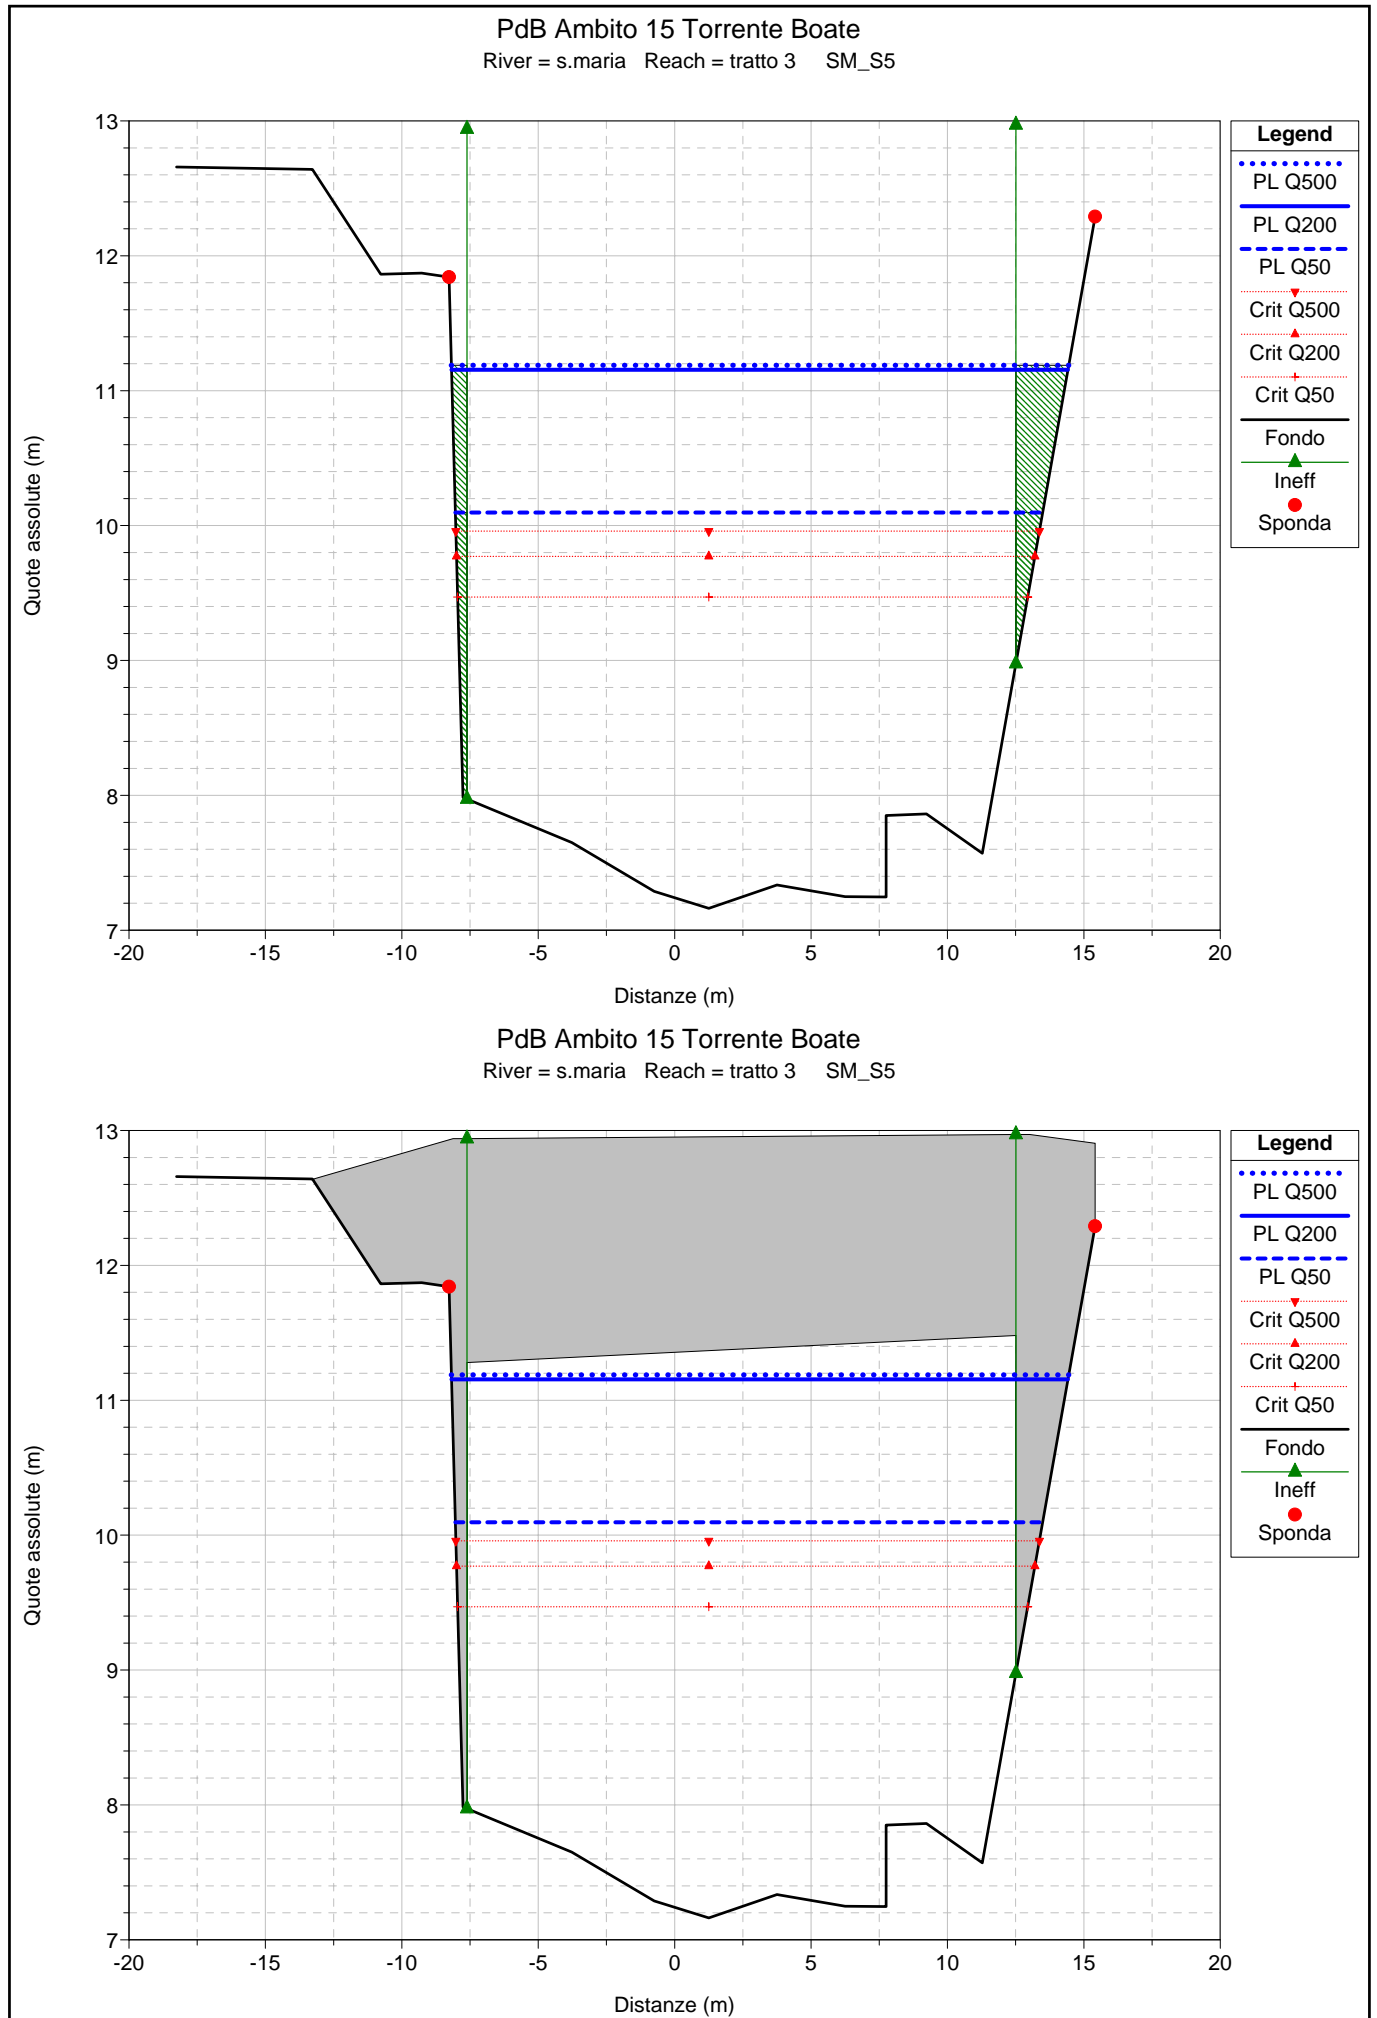 PdB Ambito 15 Torrente Boate
River = s.maria Reach = tratto 3 SM_S5
13
12
11
10
9
8
7
Quote assolute (m)
-20 -15 -10 -5 0 5 10 15 20
Distanze (m)
Legend
PL Q500
PL Q200
PL Q50
Crit Q500
Crit Q200
Crit Q50
Fondo
Ineff
Sponda
PdB Ambito 15 Torrente Boate
River = s.maria Reach = tratto 3 SM_S5
13
12
11
10
9
8
7
Quote assolute (m)
-20 -15 -10 -5 0 5 10 15 20
Distanze (m)
Legend
PL Q500
PL Q200
PL Q50
Crit Q500
Crit Q200
Crit Q50
Fondo
Ineff
Sponda